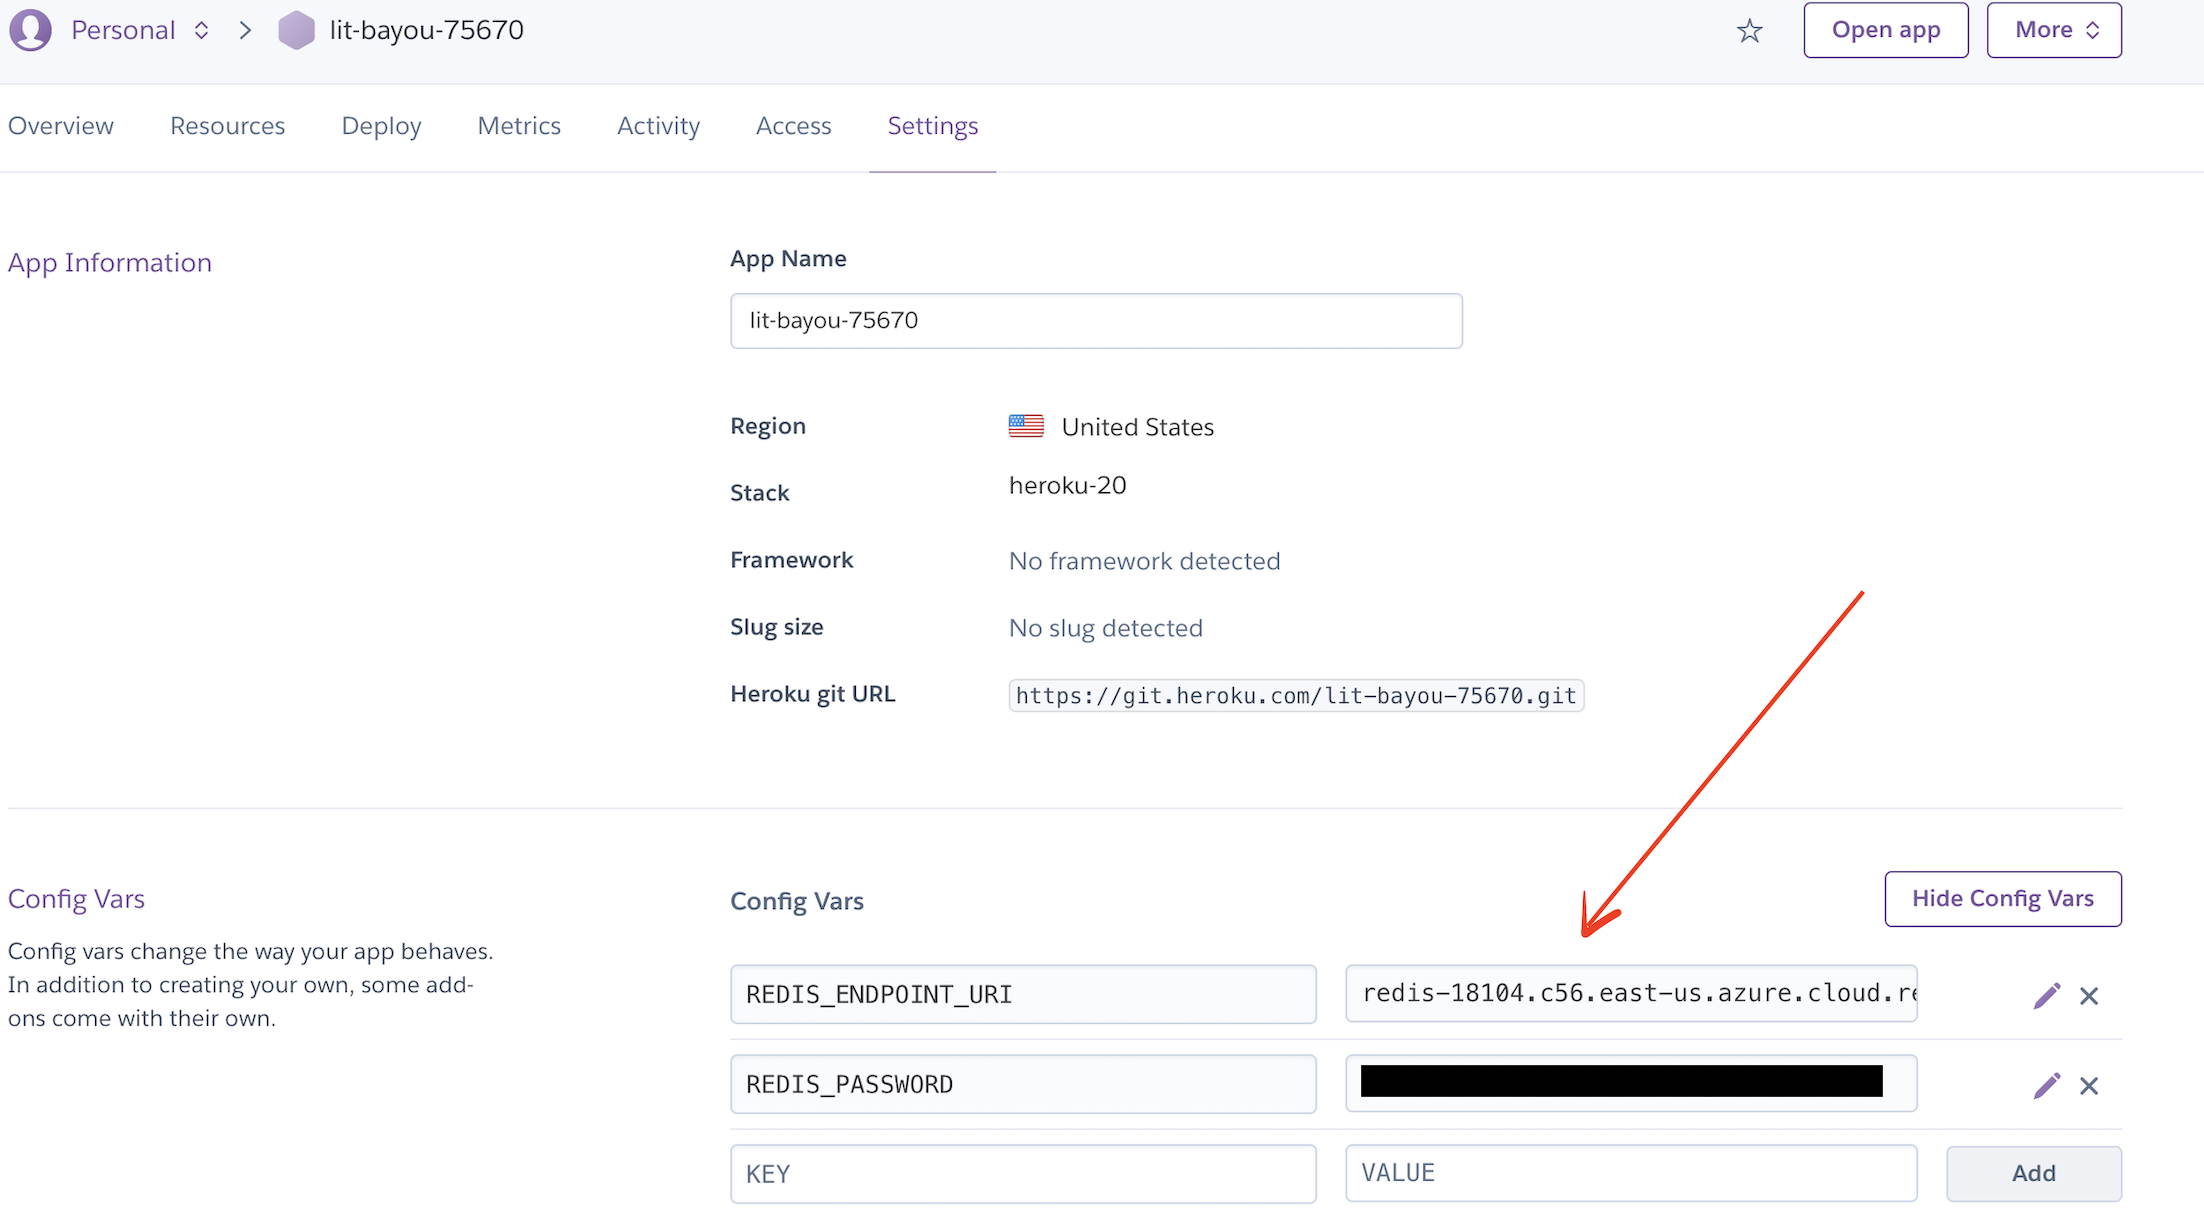 Personal lit-bayou-75670 Open app More
Overview Resources Deploy Metrics Activity Access Settings
App Information
App Name
lit-bayou-75670
Region United States
Stack heroku-20
Framework No framework detected
Slug size No slug detected
Heroku git URL https://git.heroku.com/lit-bayou-75670.git
Config Vars
Config vars change the way your app behaves.
In addition to creating your own, some add-
ons come with their own.
Config Vars Hide Config Vars
REDIS_ENDPOINT_URI redis-18104.c56.east-us.azure.cloud.re
REDIS_PASSWORD
KEY VALUE Add